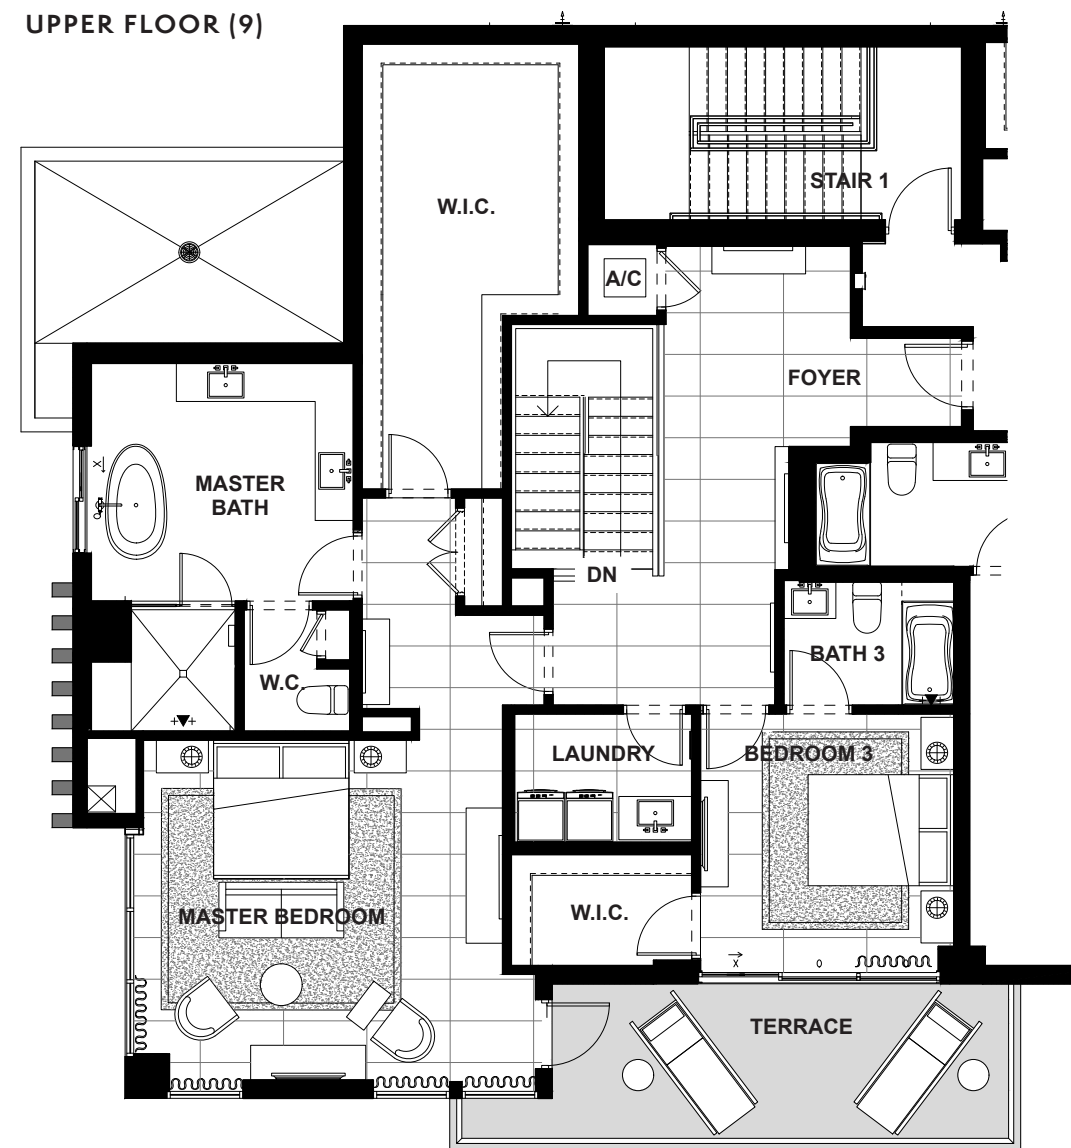 UPPER FLOOR (9)
STAIR 1
W.I.C.
A/C
FOYER
MASTER
BATH
X
DN
BATH 3
W.C.
LAUNDRY
BEDROOM 3
MASTER BEDROOM
W.I.C.
X
O
TERRACE